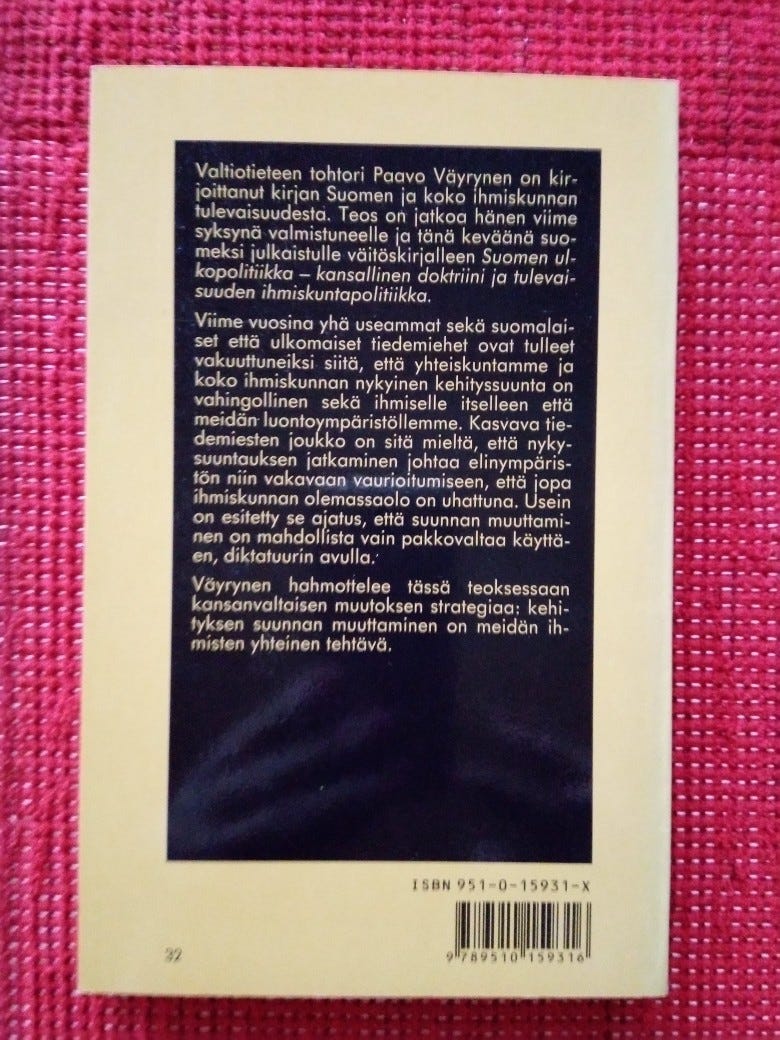 Valtiotieteen tohtori Paavo Väyrynen on kir-
joittanut kirjan Suomen ja koko ihmiskunnan
tulevaisuudesta. Teos on jatkoa hänen viime
syksynä valmistuneelle ja tänä keväänä suo-
meksi julkaistulle väitöskirjalleen Suomen ul-
kopolitiikka – kansallinen doktriini ja tulevai-
suuden ihmiskuntapolitiikka.
Viime vuosina yhä useammat sekä suomalai-
set että ulkomaiset tiedemiehet ovat tulleet
vakuuttuneiksi siitä, että yhteiskuntamme ja
koko ihmiskunnan nykyinen kehityssuunta on
vahingollinen sekä ihmiselle itselleen että
meidän luontoympäristöllemme. Kasvava tie-
demiesten joukko on sitä mieltä, että nyky-
suuntauksen jatkaminen johtaa elinympäris-
tön niin vakavaan vaurioitumiseen, että jopa
ihmiskunnan olemassaolo on uhattuna. Usein
on esitetty se ajatus, että suunnan muuttami-
nen on mahdollista vain pakkovaltaa käyttä-
en, diktatuurin avulla.
Väyrynen hahmottelee tässä teoksessaan
kansanvaltaisen muutoksen strategiaa: kehi-
tyksen suunnan muuttaminen on meidän ih-
misten yhteinen tehtävä.
ISBN 951-0-15931-X
9 789510 159316
32